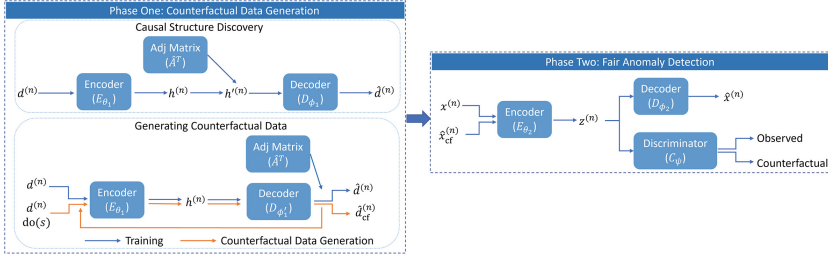 Phase One: Counterfactual Data Generation
Causal Structure Discovery
Adj Matrix
(Â^T)
d^(n)
Encoder
(E_θ₁)
h^(n)
h'^(n)
Decoder
(D_ϕ₁)
d̂^(n)
Generating Counterfactual Data
Adj Matrix
(Â^T)
d^(n)
d^(n)
do(s)
Encoder
(E_θ₁)
h^(n)
Decoder
(D_ϕ₁′)
d̂^(n)
d̂_cf^(n)
Training
Counterfactual Data Generation
Phase Two: Fair Anomaly Detection
x^(n)
x̂_cf^(n)
Encoder
(E_θ₂)
z^(n)
Decoder
(D_ϕ₂)
x̂^(n)
Discriminator
(C_ψ)
Observed
Counterfactual